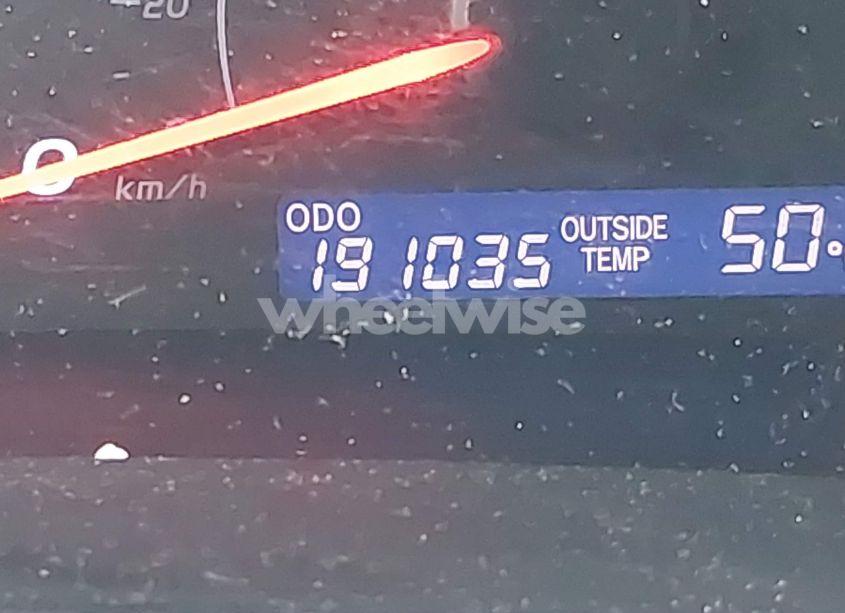 20
0
km/h
ODO OUTSIDE
191035 TEMP 50°
wheelwise